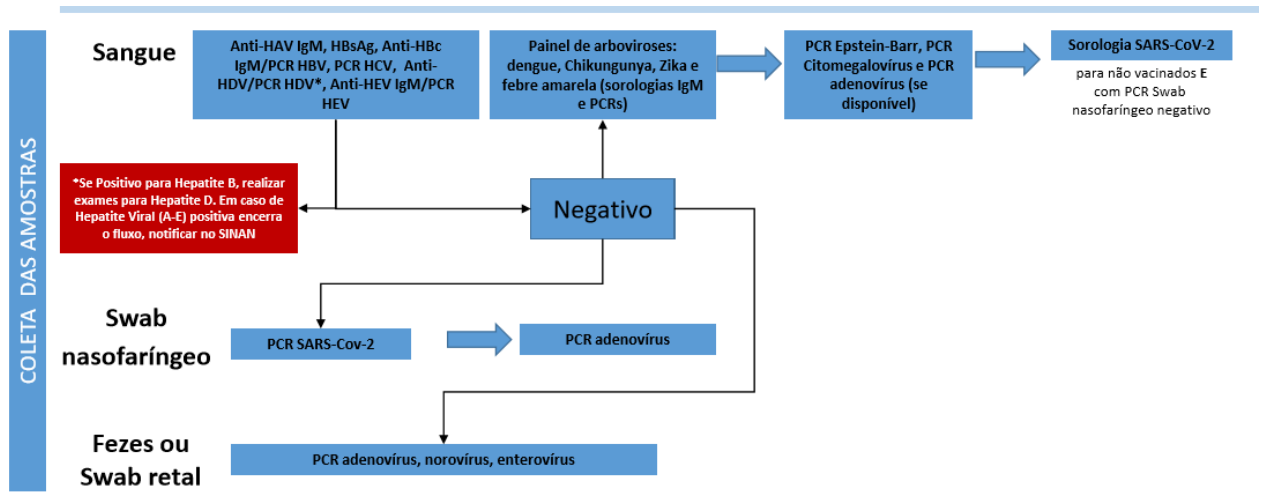 COLETA DAS AMOSTRAS
Sangue
Anti-HAV IgM, HBsAg, Anti-HBc
IgM/PCR HBV, PCR HCV, Anti-
HDV/PCR HDV*, Anti-HEV IgM/PCR
HEV
Painel de arboviroses:
dengue, Chikungunya, Zika e
febre amarela (sorologias IgM
e PCRs)
PCR Epstein-Barr, PCR
Citomegalovírus e PCR
adenovírus (se
disponível)
Sorologia SARS-CoV-2
para não vacinados E
com PCR Swab
nasofaríngeo negativo
*Se Positivo para Hepatite B, realizar
exames para Hepatite D. Em caso de
Hepatite Viral (A-E) positiva encerra
o fluxo, notificar no SINAN
Negativo
Swab
nasofaríngeo
PCR SARS-Cov-2
PCR adenovírus
Fezes ou
Swab retal
PCR adenovírus, norovírus, enterovírus